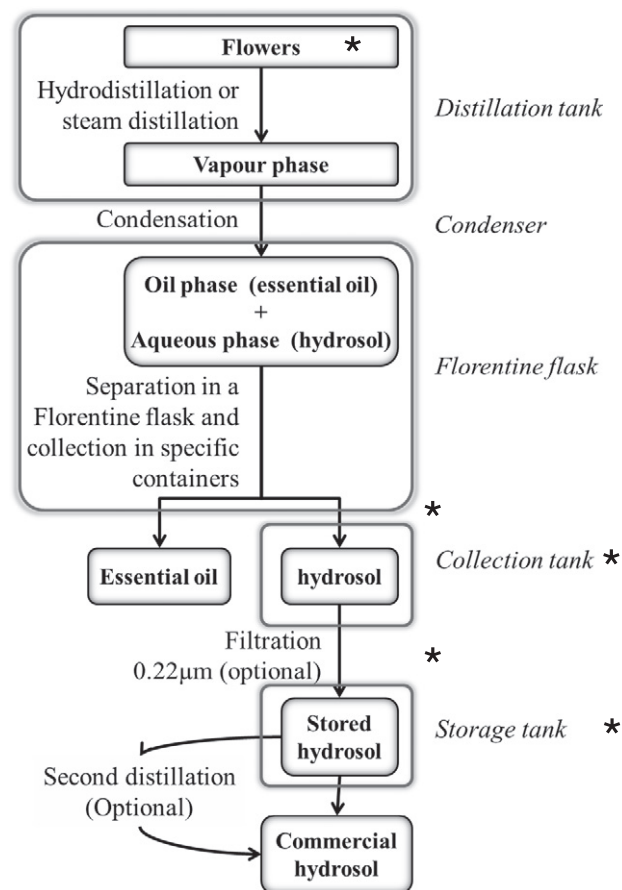 Flowers *
Hydrodistillation or
steam distillation
Distillation tank
Vapour phase
Condensation
Condenser
Oil phase (essential oil)
+
Aqueous phase (hydrosol)
Florentine flask
Separation in a
Florentine flask and
collection in specific
containers
*
Essential oil
hydrosol
Collection tank *
Filtration
0.22µm (optional)
*
Stored
hydrosol
Storage tank *
Second distillation
(Optional)
Commercial
hydrosol